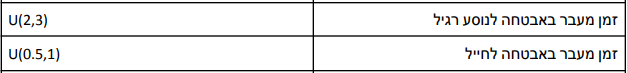 זמן מעבר באבטחה לנוסע רגיל U(2,3)
זמן מעבר באבטחה לחייל U(0.5,1)